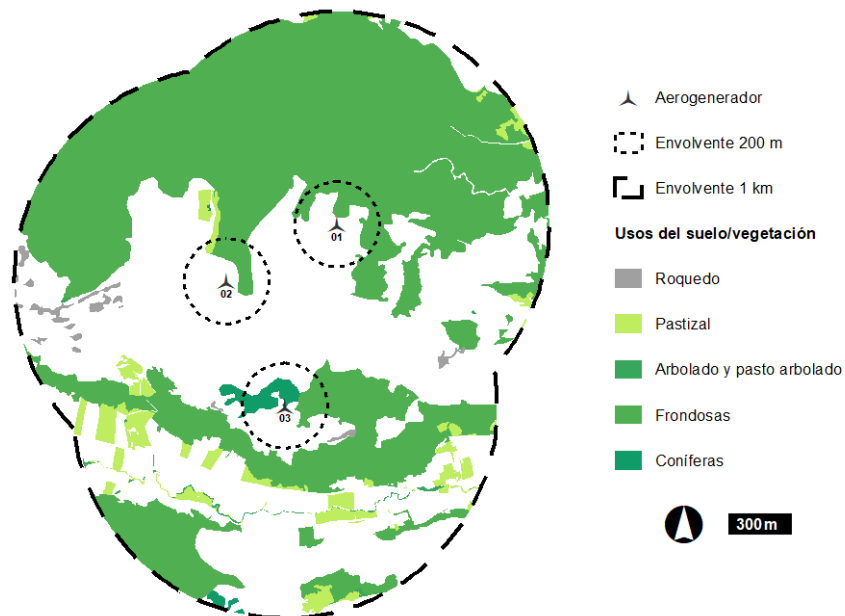 Aerogenerador
Envolvente 200 m
Envolvente 1 km
Usos del suelo/vegetación
Roquedo
Pastizal
Arbolado y pasto arbolado
Frondosas
Coníferas
300 m
01
02
03